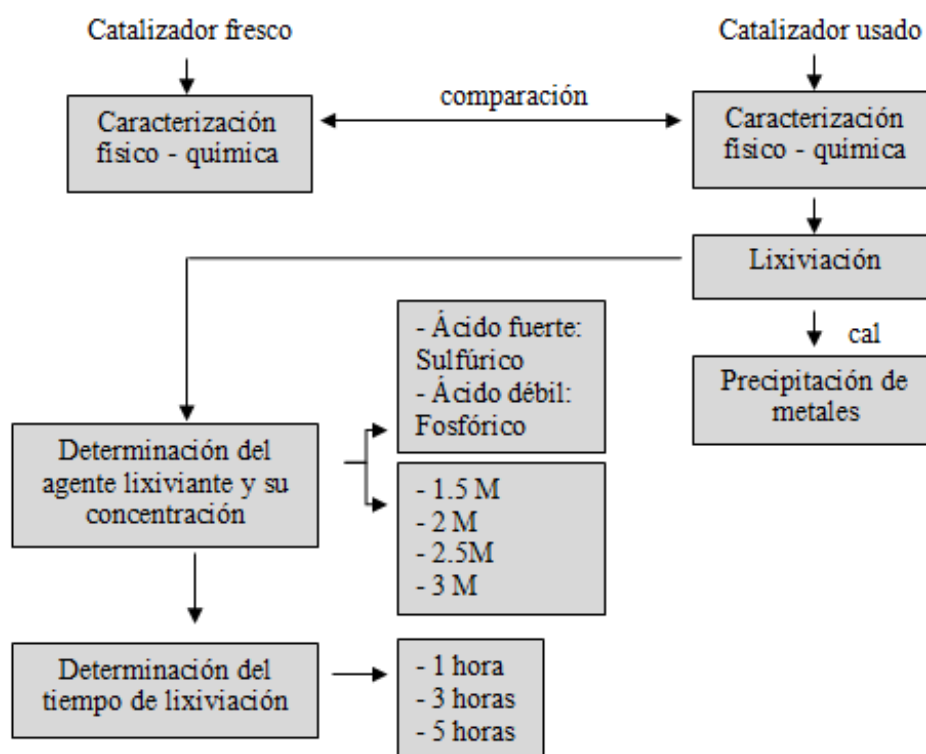 Catalizador fresco
Catalizador usado
comparación
Caracterización
físico - química
Caracterización
físico - química
Lixiviación
cal
Precipitación de
metales
- Ácido fuerte:
Sulfúrico
- Ácido débil:
Fosfórico
Determinación del
agente lixiviante y su
concentración
- 1.5 M
- 2 M
- 2.5M
- 3 M
Determinación del
tiempo de lixiviación
- 1 hora
- 3 horas
- 5 horas